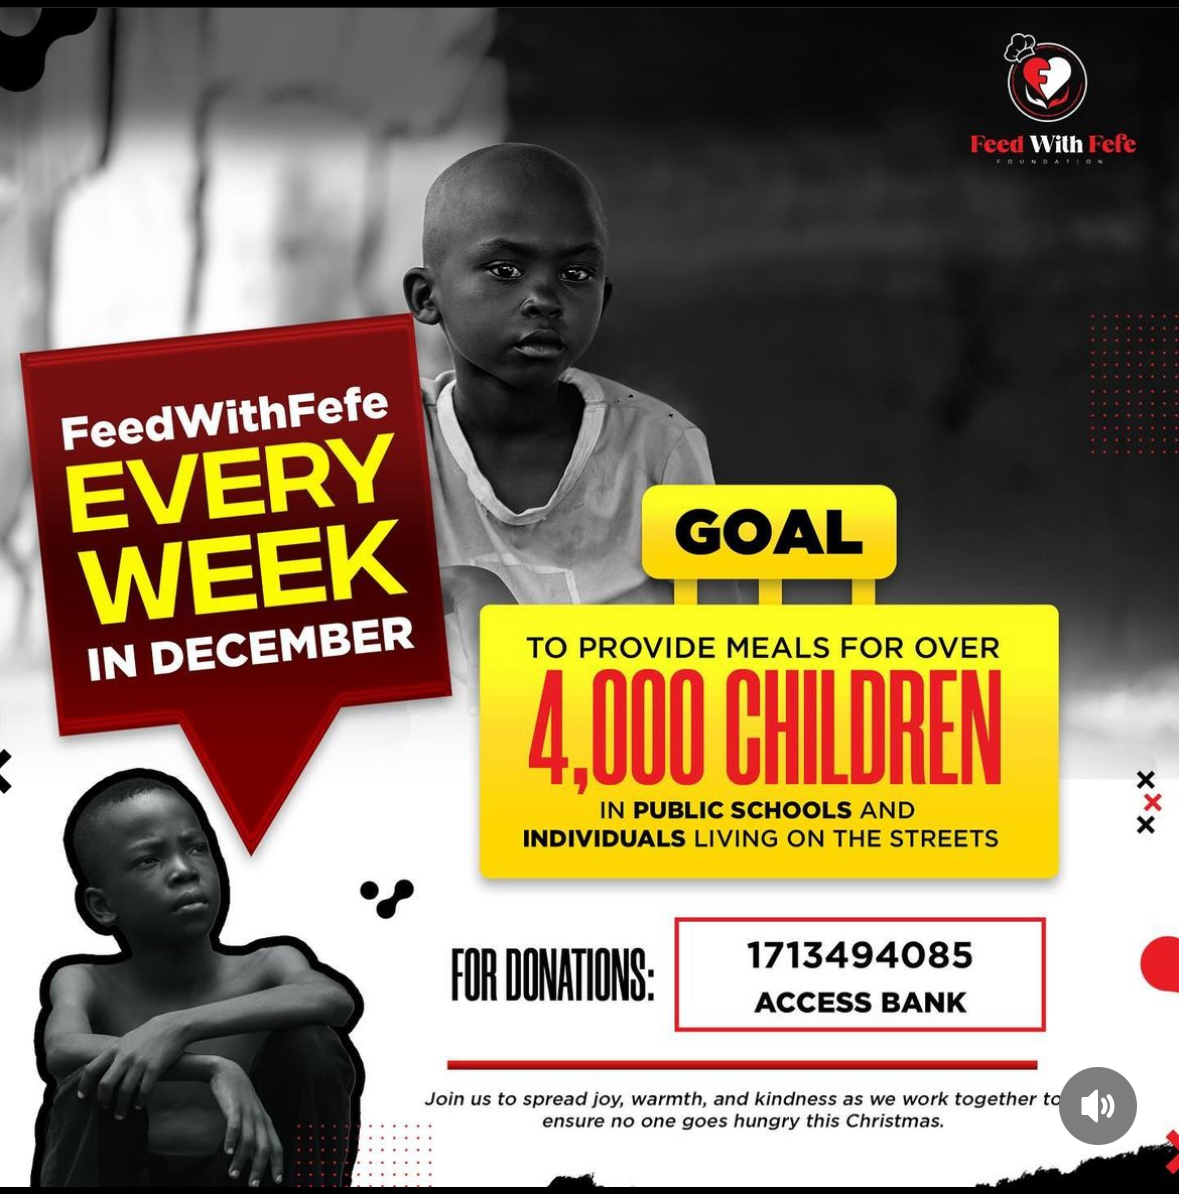 Feed With Fefe
FOUNDATION
FeedWithFefe
EVERY
WEEK
IN DECEMBER
GOAL
TO PROVIDE MEALS FOR OVER
4,000 CHILDREN
IN PUBLIC SCHOOLS AND
INDIVIDUALS LIVING ON THE STREETS
FOR DONATIONS:
1713494085
ACCESS BANK
Join us to spread joy, warmth, and kindness as we work together to
ensure no one goes hungry this Christmas.